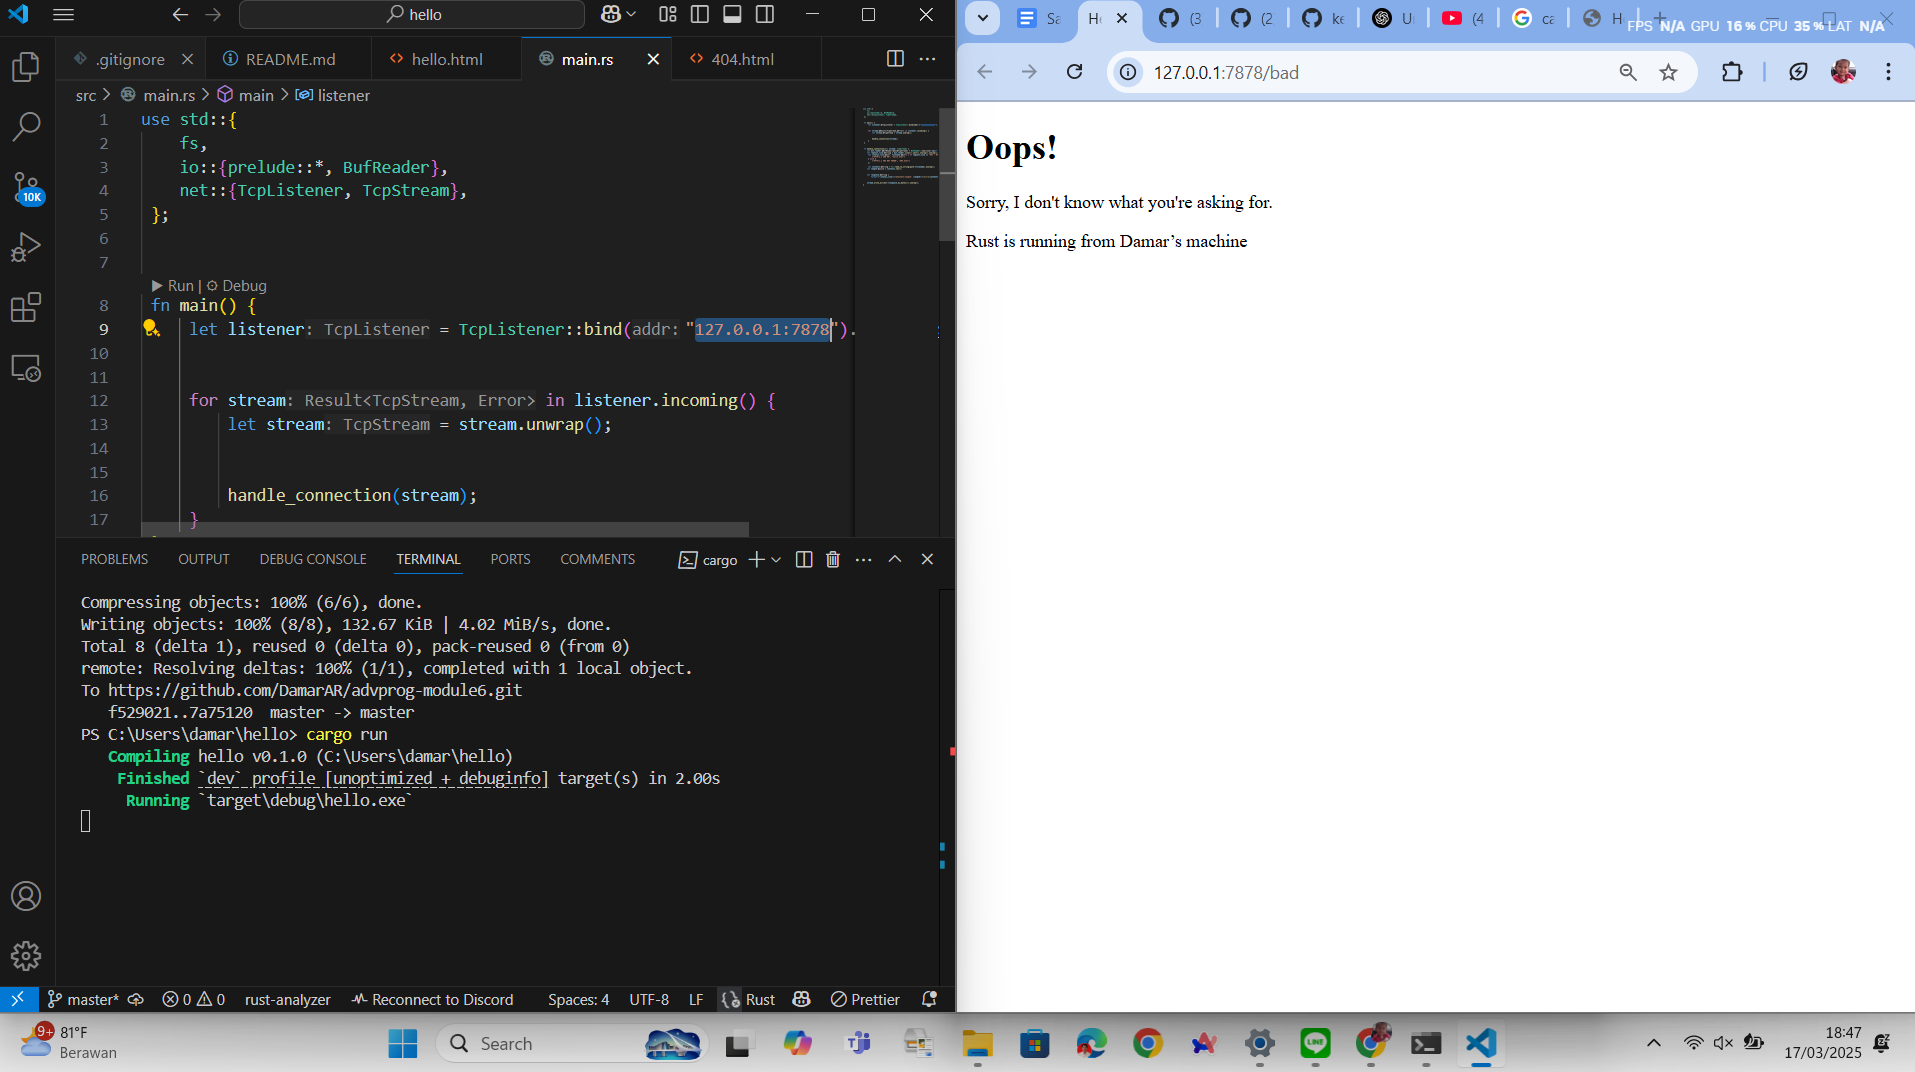 hello
.gitignore
README.md
hello.html
main.rs
404.html
src > main.rs > main > listener
1 use std::{
2 fs,
3 io::{prelude::*, BufReader},
4 net::{TcpListener, TcpStream},
5 };
6
7
Run | Debug
8 fn main() {
9 let listener: TcpListener = TcpListener::bind(addr: "127.0.0.1:7878").
10
11
12 for stream: Result<TcpStream, Error> in listener.incoming() {
13 let stream: TcpStream = stream.unwrap();
14
15
16 handle_connection(stream);
17 }
10K
PROBLEMS OUTPUT DEBUG CONSOLE TERMINAL PORTS COMMENTS cargo
Compressing objects: 100% (6/6), done.
Writing objects: 100% (8/8), 132.67 KiB | 4.02 MiB/s, done.
Total 8 (delta 1), reused 0 (delta 0), pack-reused 0 (from 0)
remote: Resolving deltas: 100% (1/1), completed with 1 local object.
To https://github.com/DamarAR/advprog-module6.git
f529021..7a75120 master -> master
PS C:\Users\damar\hello> cargo run
Compiling hello v0.1.0 (C:\Users\damar\hello)
Finished `dev` profile [unoptimized + debuginfo] target(s) in 2.00s
Running `target\debug\hello.exe`
master* 0 0 rust-analyzer Reconnect to Discord Spaces: 4 UTF-8 LF Rust Prettier
Sa
He
(3
(2
ke
U
(4
ca
H
FPS N/A GPU 16 % CPU 35 % LAT N/A
127.0.0.1:7878/bad
Oops!
Sorry, I don't know what you're asking for.
Rust is running from Damar’s machine
9+
81°F
Berawan
Search
LINE
18:47
17/03/2025